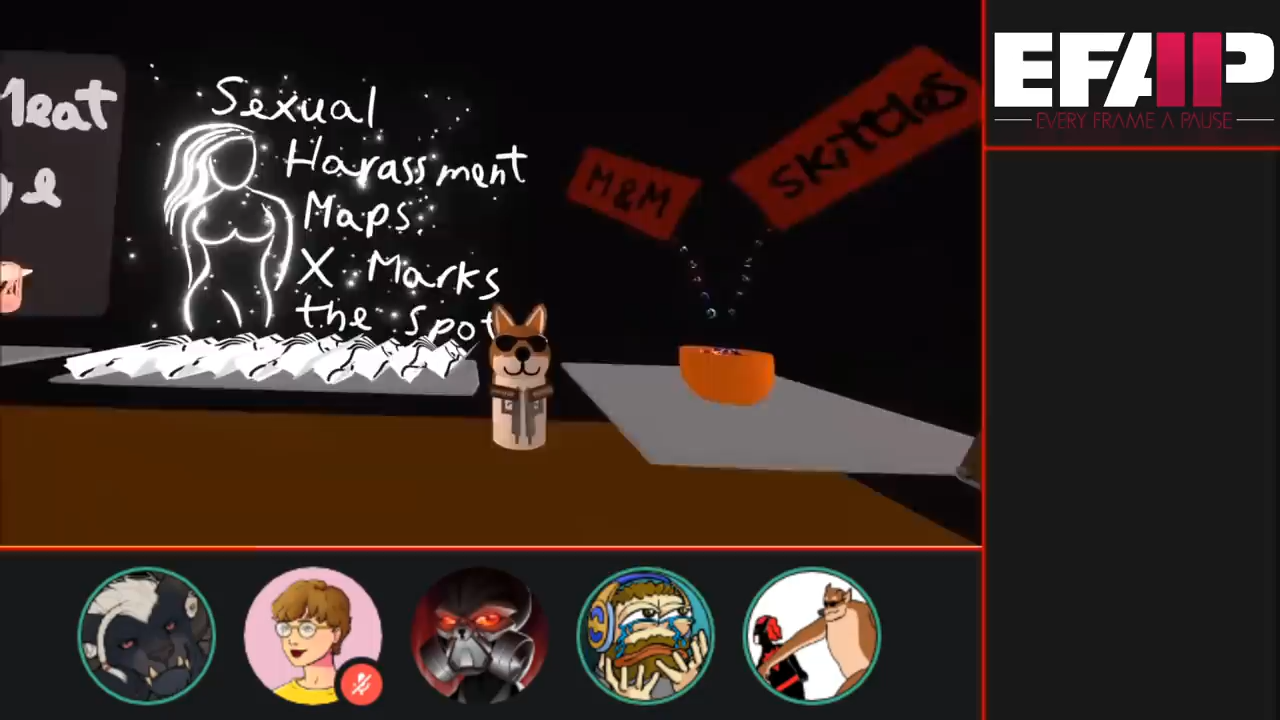 Meat
Sexual
Harassment
Maps.
X Marks
the spot
M&M
Skittles
EFAP
EVERY FRAME A PAUSE